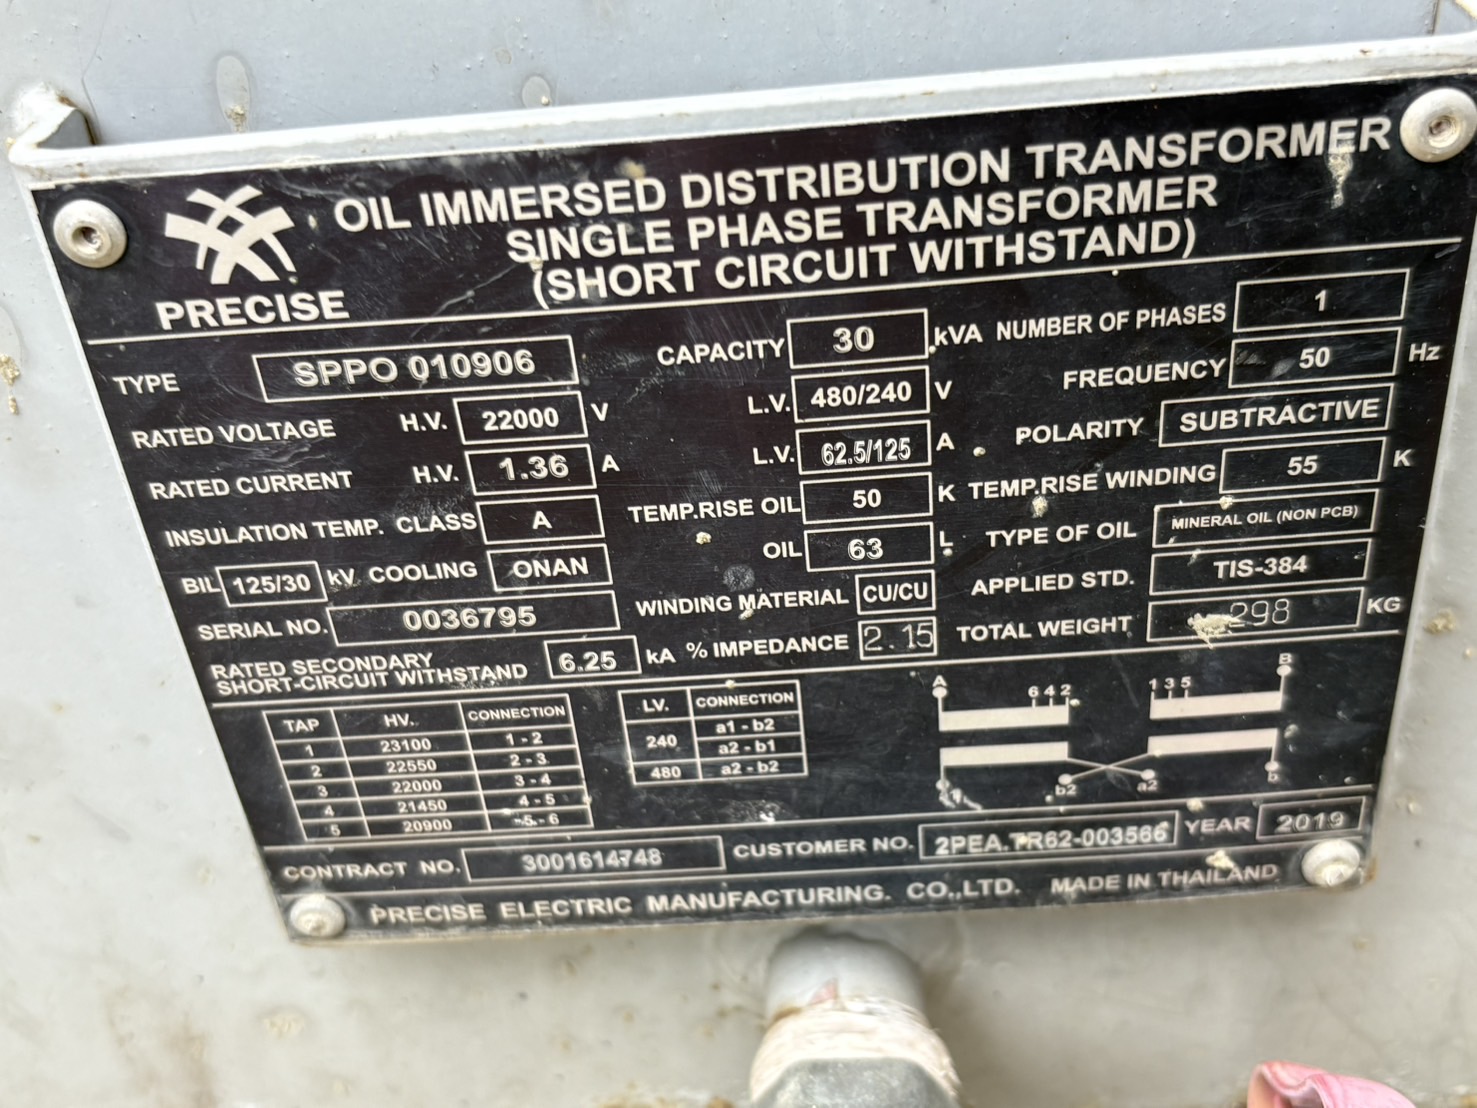 OIL IMMERSED DISTRIBUTION TRANSFORMER
SINGLE PHASE TRANSFORMER
(SHORT CIRCUIT WITHSTAND)
PRECISE
TYPE SPPO 010906 CAPACITY 30 kVA NUMBER OF PHASES 1
RATED VOLTAGE H.V. 22000 V L.V. 480/240 V FREQUENCY 50 Hz
RATED CURRENT H.V. 1.36 A L.V. 62.5/125 A POLARITY SUBTRACTIVE
INSULATION TEMP. CLASS A TEMP.RISE OIL 50 K TEMP.RISE WINDING 55 K
BIL 125/30 kV COOLING ONAN OIL 63 L TYPE OF OIL MINERAL OIL (NON PCB)
SERIAL NO. 0036795 WINDING MATERIAL CU/CU APPLIED STD. TIS-384
RATED SECONDARY
SHORT-CIRCUIT WITHSTAND 6.25 kA % IMPEDANCE 2.15 TOTAL WEIGHT 298 KG
TAP HV. CONNECTION
1 23100 1 - 2
2 22550 2 - 3
3 22000 3 - 4
4 21450 4 - 5
5 20900 5 - 6
LV. CONNECTION
240 a1 - b2
a2 - b1
480 a2 - b2
A 6 4 2 1 3 5 B
b2 a2 b
CONTRACT NO. 3001614748 CUSTOMER NO. 2PEA.TR62-003566 YEAR 2019
PRECISE ELECTRIC MANUFACTURING. CO.,LTD. MADE IN THAILAND